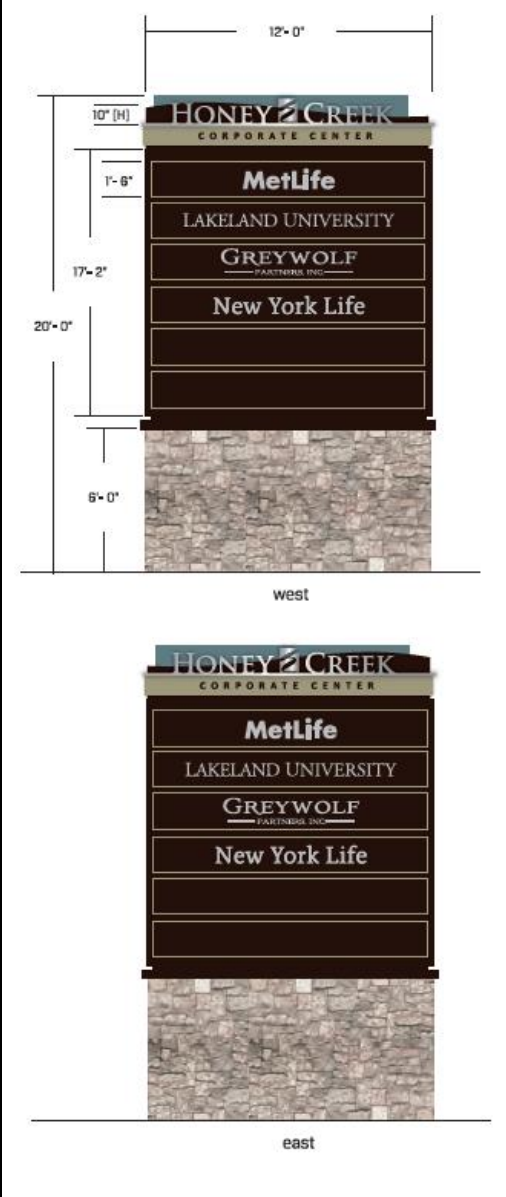 12'- 0"
10" (H)
HONEY CREEK
CORPORATE CENTER
1'- 6"
MetLife
LAKELAND UNIVERSITY
GREYWOLF
PARTNERS, INC.
17'- 2"
New York Life
20'- 0"
6'- 0"
west
HONEY CREEK
CORPORATE CENTER
MetLife
LAKELAND UNIVERSITY
GREYWOLF
PARTNERS, INC.
New York Life
east